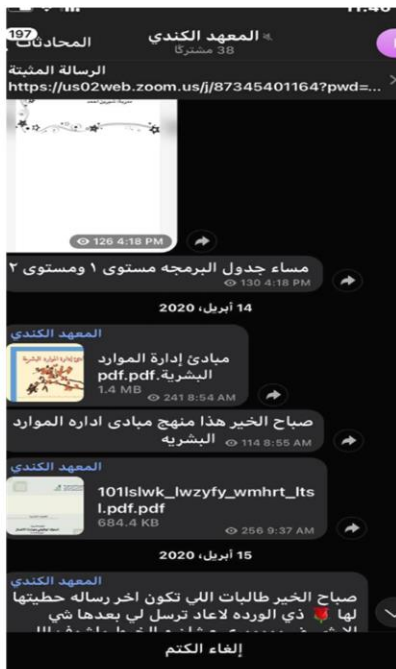 11:46
197
المحادثات
المعهد الكندي
38 مشتركًا
الرسالة المثبتة
https://us02web.zoom.us/j/87345401164?pwd=...
126 4:18 PM
مساء جدول البرمجه مستوى ١ ومستوى ٢
130 4:18 PM
14 أبريل، 2020
المعهد الكندي
مبادئ إدارة الموارد
البشرية.pdf.pdf
1.4 MB
241 8:54 AM
صباح الخير هذا منهج مبادى اداره الموارد
البشريه
114 8:55 AM
المعهد الكندي
101lslwk_lwzyfy_wmhrt_lts
l.pdf.pdf
684.4 KB
256 9:37 AM
15 أبريل، 2020
المعهد الكندي
صباح الخير طالبات اللي تكون اخر رساله حطيتها
لها 🌹 ذي الورده لاعاد ترسل لي بعدها شي
إلغاء الكتم